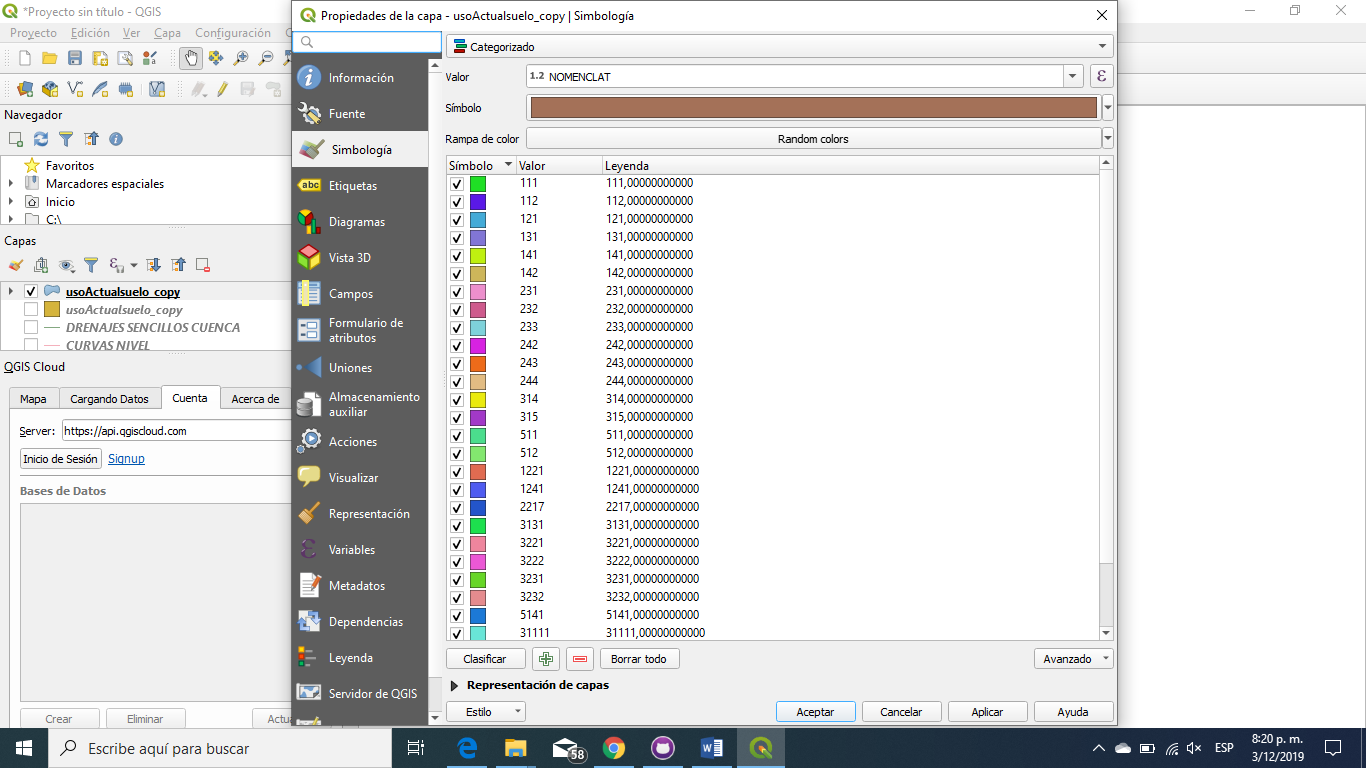 *Proyecto sin título - QGIS
Proyecto Edición Ver Capa Configuración
Navegador
Favoritos
Marcadores espaciales
Inicio
C:\
Capas
usoActualsuelo_copy
usoActualsuelo_copy
DRENAJES SENCILLOS CUENCA
CURVAS NIVEL
QGIS Cloud
Mapa Cargando Datos Cuenta Acerca de
Server: https://api.qgiscloud.com
Inicio de Sesión Signup
Bases de Datos
Crear Eliminar Actua
Propiedades de la capa - usoActualsuelo_copy | Simbología
Información
Fuente
Simbología
abc Etiquetas
Diagramas
Vista 3D
Campos
Formulario de
atributos
Uniones
Almacenamiento
auxiliar
Acciones
Visualizar
Representación
Variables
Metadatos
Dependencias
Leyenda
Servidor de QGIS
Categorizado
Valor 1.2 NOMENCLAT ε
Símbolo
Rampa de color Random colors
Símbolo Valor Leyenda
111 111,00000000000
112 112,00000000000
121 121,00000000000
131 131,00000000000
141 141,00000000000
142 142,00000000000
231 231,00000000000
232 232,00000000000
233 233,00000000000
242 242,00000000000
243 243,00000000000
244 244,00000000000
314 314,00000000000
315 315,00000000000
511 511,00000000000
512 512,00000000000
1221 1221,00000000000
1241 1241,00000000000
2217 2217,00000000000
3131 3131,00000000000
3221 3221,00000000000
3222 3222,00000000000
3231 3231,00000000000
3232 3232,00000000000
5141 5141,00000000000
31111 31111,00000000000
Clasificar Borrar todo Avanzado
Representación de capas
Estilo Aceptar Cancelar Aplicar Ayuda
Escribe aquí para buscar
58
ESP
8:20 p. m.
3/12/2019